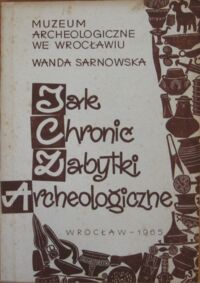 MUZEUM
ARCHEOLOGICZNE
WE WROCŁAWIU
WANDA SARNOWSKA
Jak
Chronić
Zabytki
Archeologiczne
WROCŁAW-1965